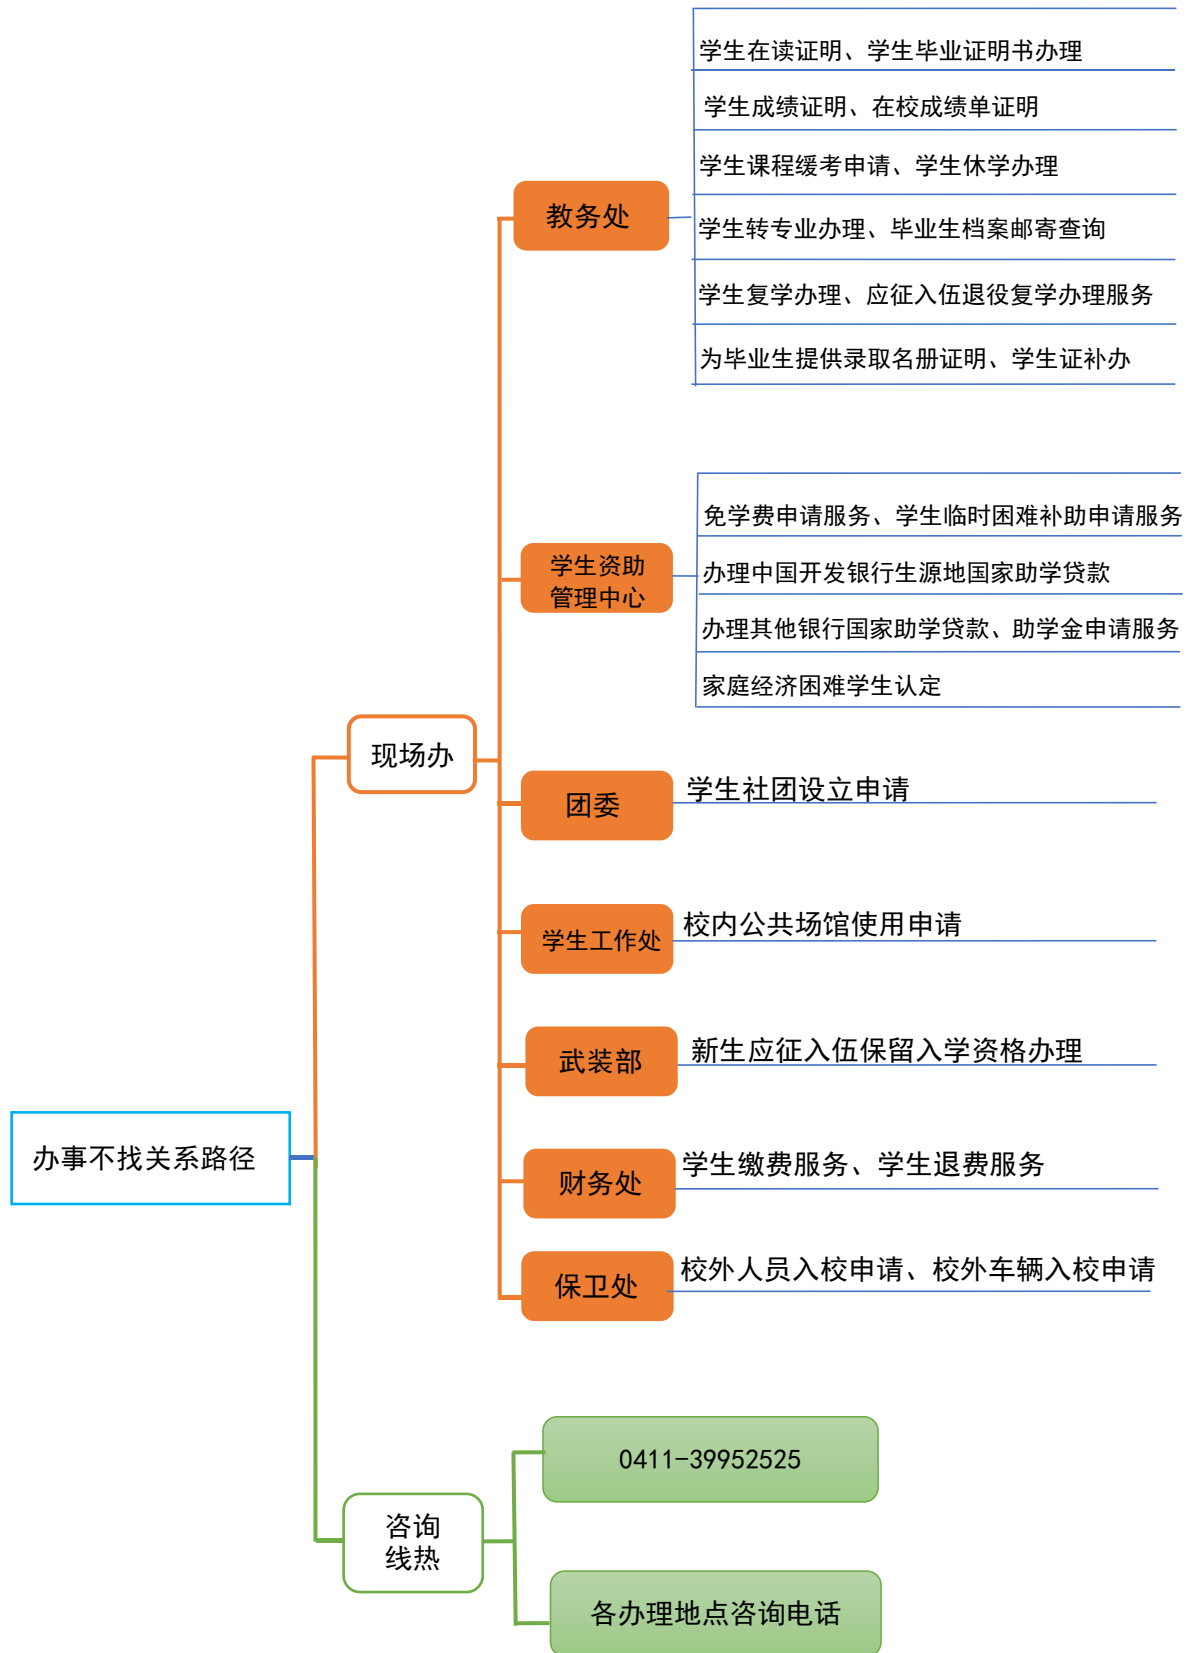 学生在读证明、学生毕业证明书办理
学生成绩证明、在校成绩单证明
学生课程缓考申请、学生休学办理
教务处
学生转专业办理、毕业生档案邮寄查询
学生复学办理、应征入伍退役复学办理服务
为毕业生提供录取名册证明、学生证补办
免学费申请服务、学生临时困难补助申请服务
学生资助
管理中心
办理中国开发银行生源地国家助学贷款
办理其他银行国家助学贷款、助学金申请服务
家庭经济困难学生认定
现场办
团委
学生社团设立申请
学生工作处
校内公共场馆使用申请
武装部
新生应征入伍保留入学资格办理
办事不找关系路径
财务处
学生缴费服务、学生退费服务
保卫处
校外人员入校申请、校外车辆入校申请
0411-39952525
咨询
线热
各办理地点咨询电话